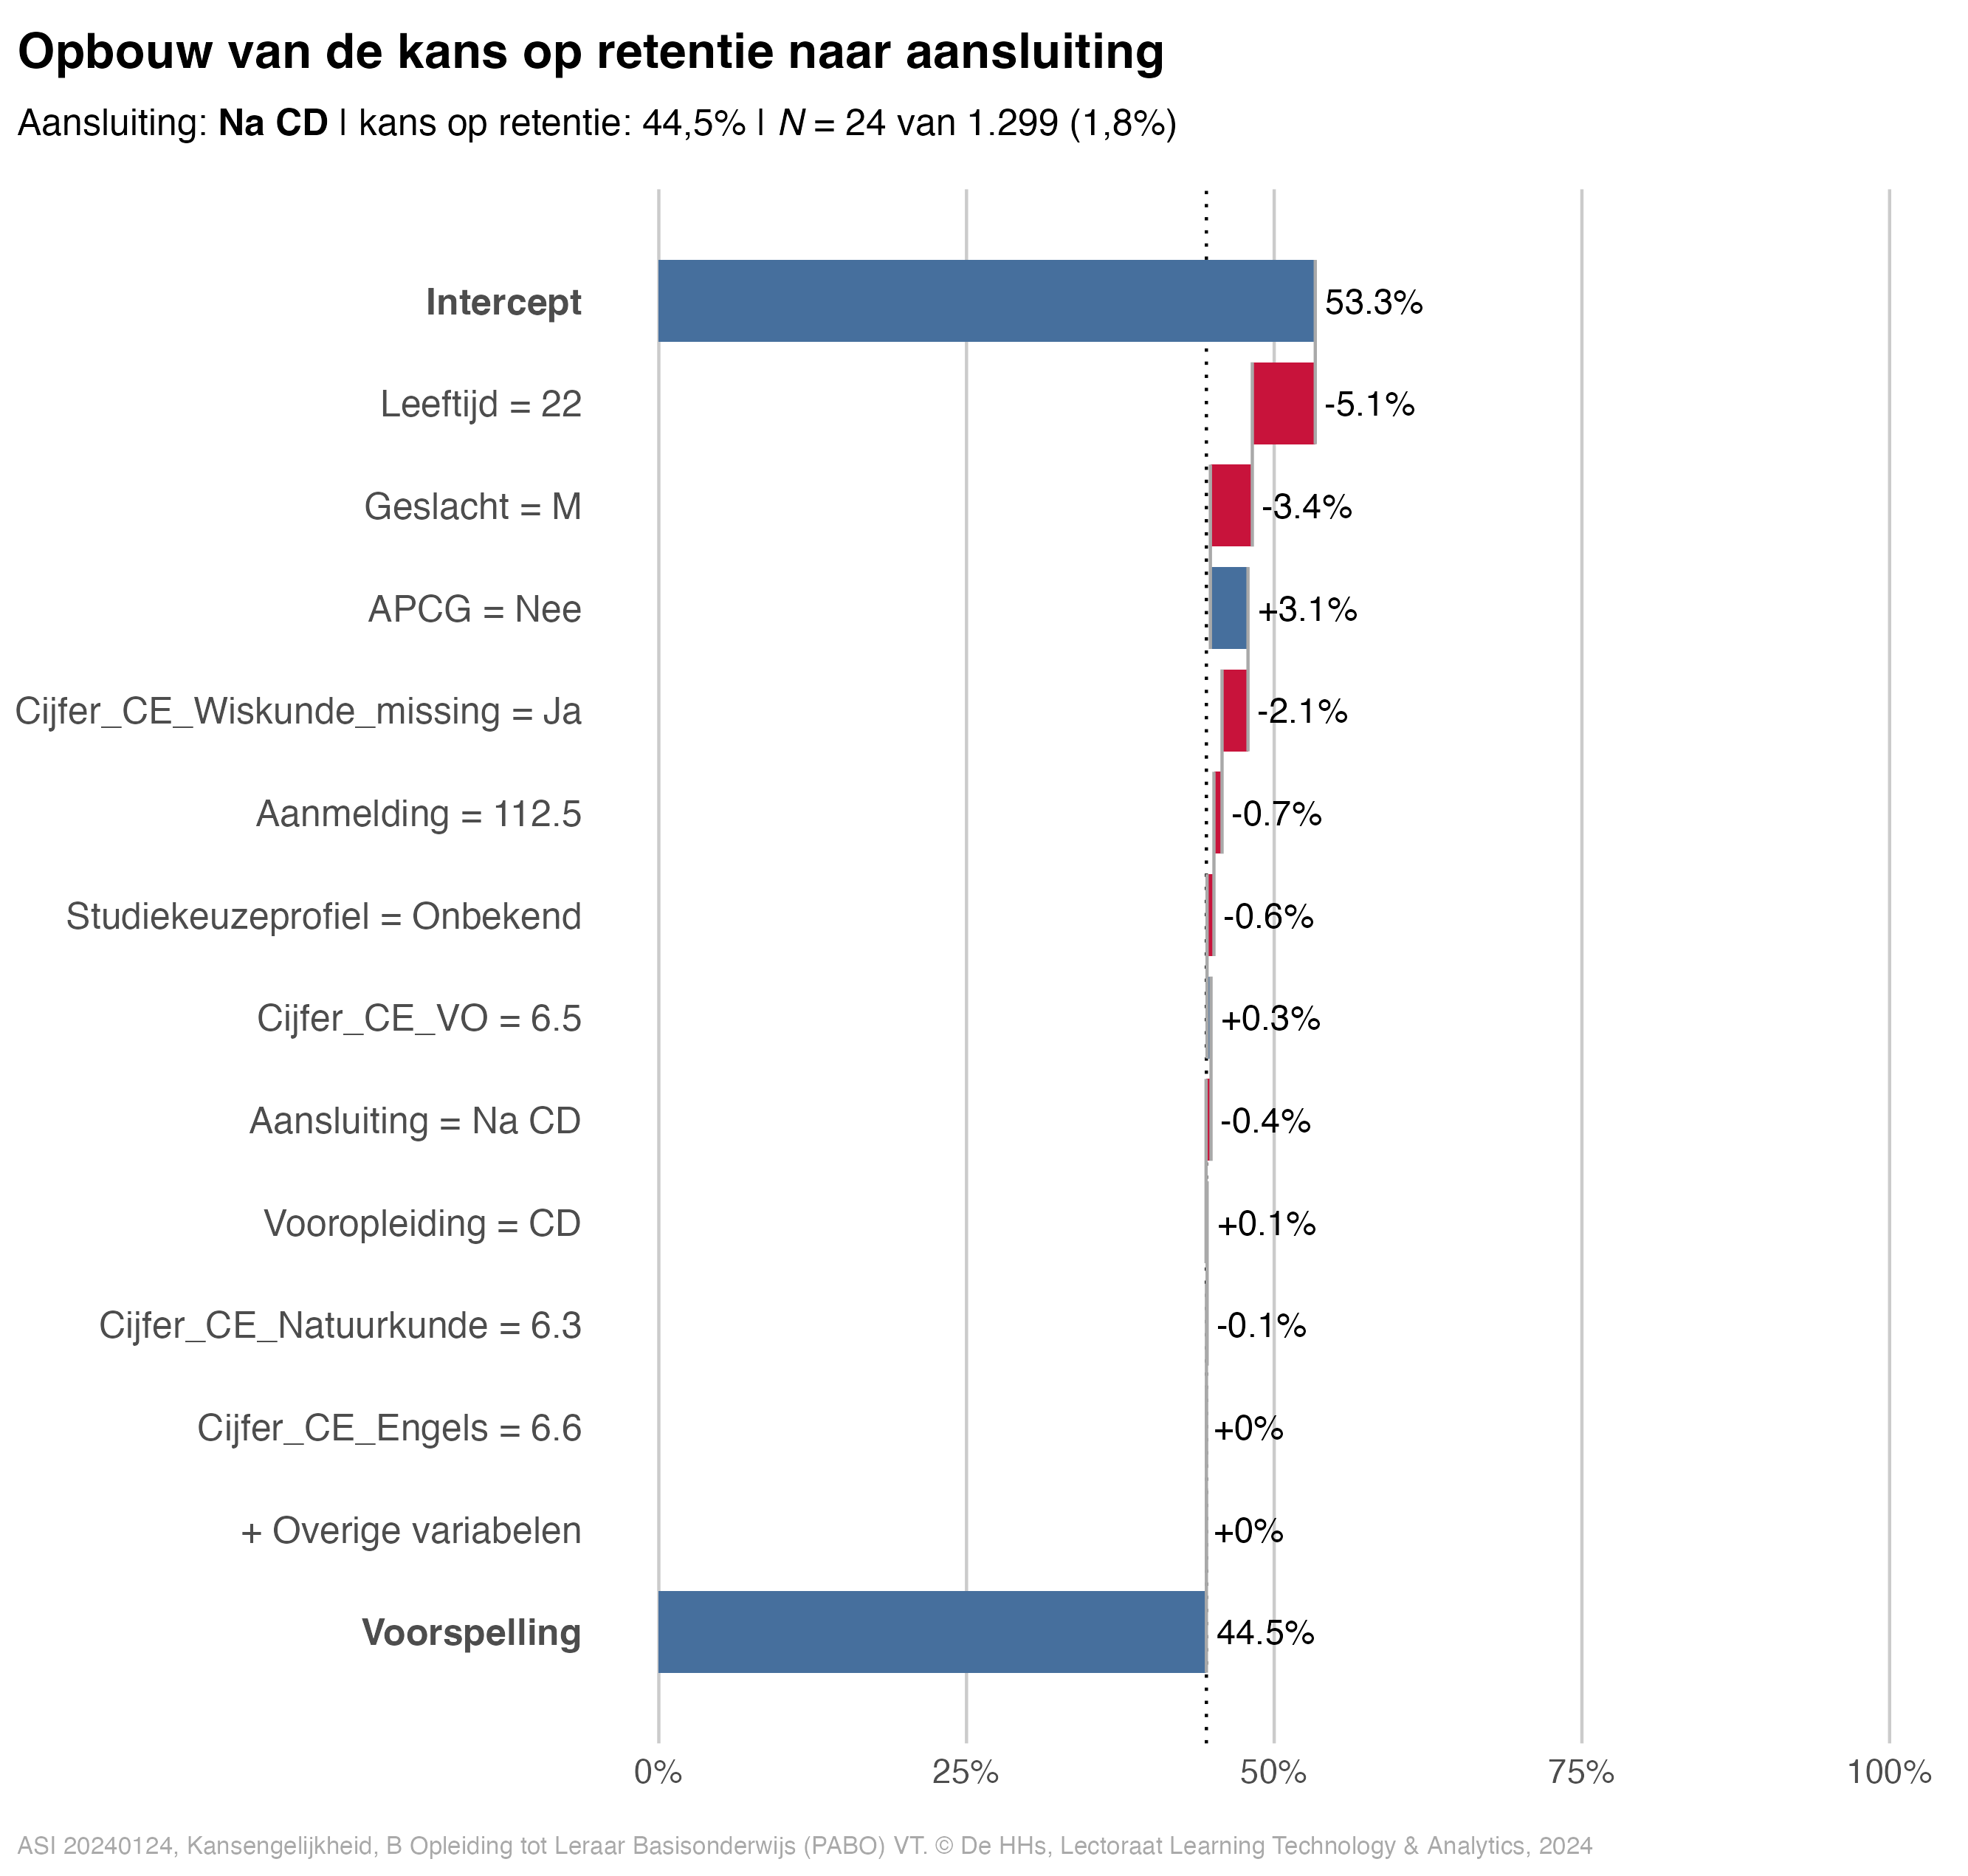 Opbouw van de kans op retentie naar aansluiting
Aansluiting: Na CD | kans op retentie: 44,5% | N = 24 van 1.299 (1,8%)
Intercept 53.3%
Leeftijd = 22 -5.1%
Geslacht = M -3.4%
APCG = Nee +3.1%
Cijfer_CE_Wiskunde_missing = Ja -2.1%
Aanmelding = 112.5 -0.7%
Studiekeuzeprofiel = Onbekend -0.6%
Cijfer_CE_VO = 6.5 +0.3%
Aansluiting = Na CD -0.4%
Vooropleiding = CD +0.1%
Cijfer_CE_Natuurkunde = 6.3 -0.1%
Cijfer_CE_Engels = 6.6 +0%
+ Overige variabelen +0%
Voorspelling 44.5%
0% 25% 50% 75% 100%
ASI 20240124, Kansengelijkheid, B Opleiding tot Leraar Basisonderwijs (PABO) VT. © De HHs, Lectoraat Learning Technology & Analytics, 2024